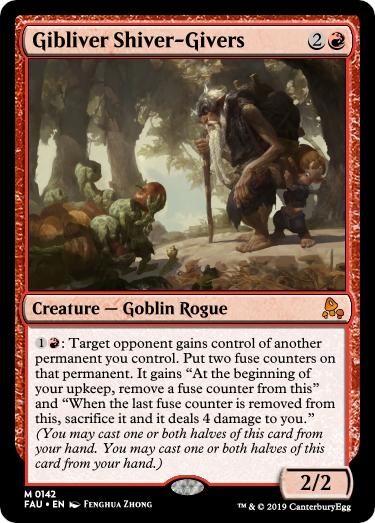 Gibliver Shiver-Givers 2
Creature — Goblin Rogue
1 : Target opponent gains control of another
permanent you control. Put two fuse counters on
that permanent. It gains “At the beginning of
your upkeep, remove a fuse counter from this”
and “When the last fuse counter is removed from
this, sacrifice it and it deals 4 damage to you.”
(You may cast one or both halves of this card from
your hand. You may cast one or both halves of this
card from your hand.)
2/2
M 0142
FAU • EN Fenghua Zhong
™ & © 2019 CanterburyEgg